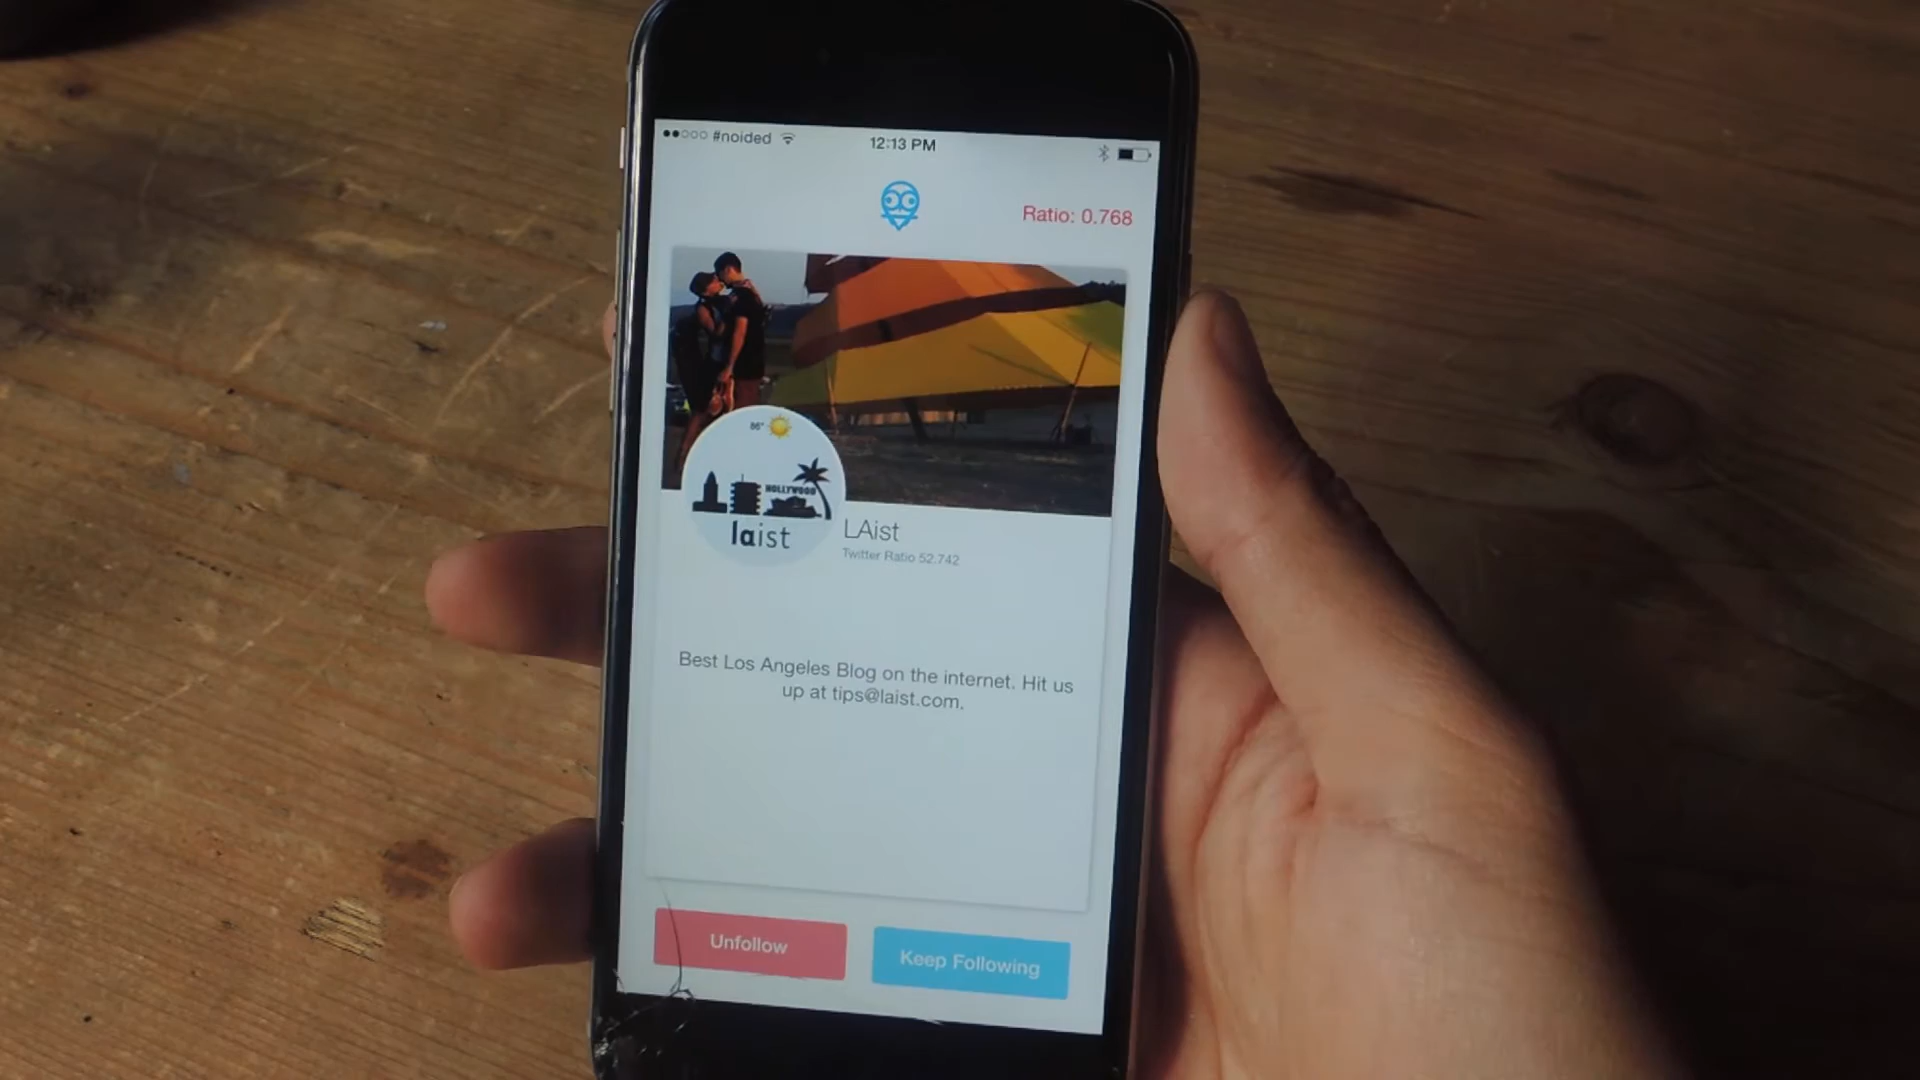 #noided
12:13 PM
Ratio: 0.768
86°
HOLLYWOOD
laist
LAist
Twitter Ratio 52.742
Best Los Angeles Blog on the internet. Hit us
up at tips@laist.com.
Unfollow
Keep Following